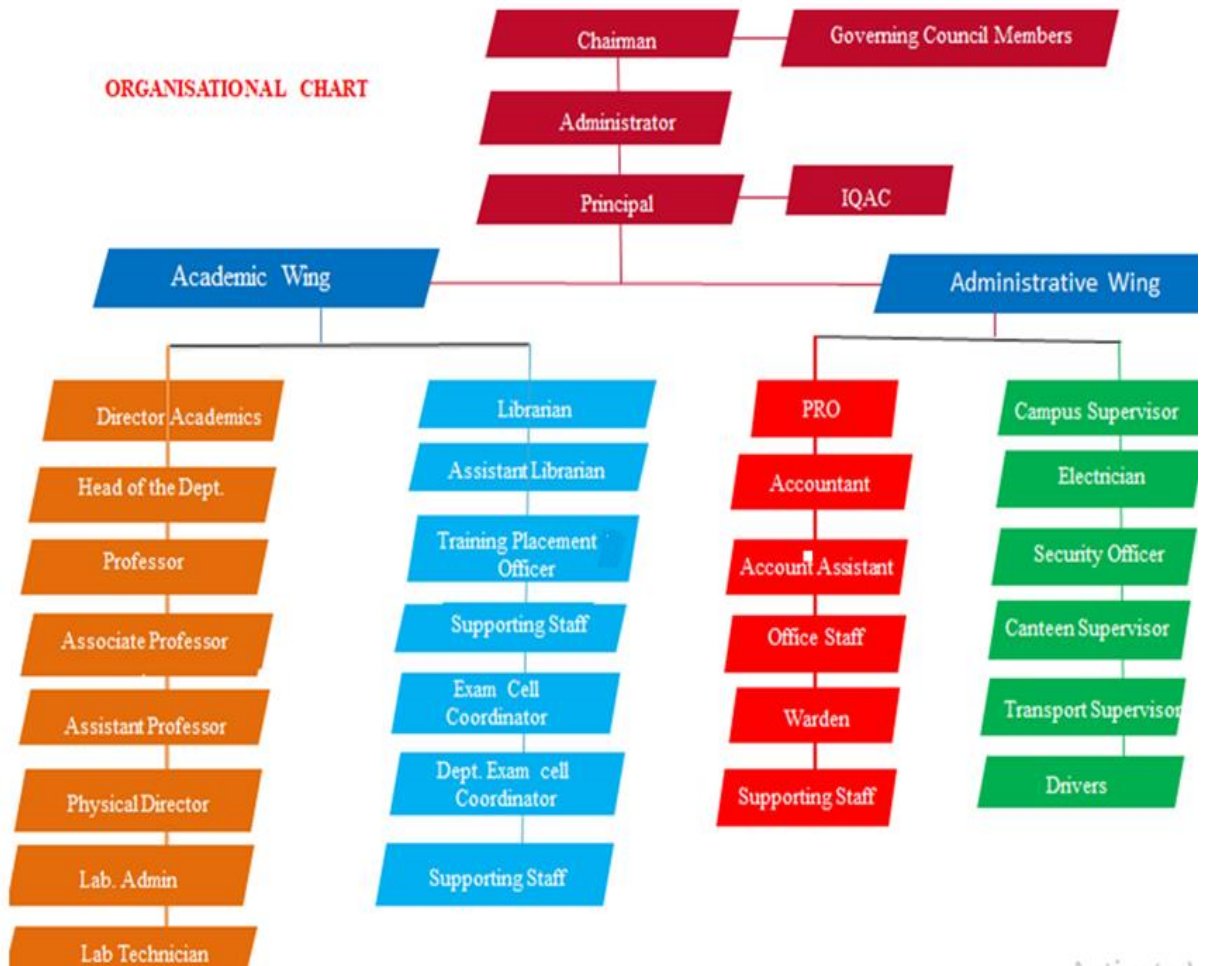 Chairman
Governing Council Members
ORGANISATIONAL CHART
Administrator
Principal
IQAC
Academic Wing
Administrative Wing
Director Academics
Head of the Dept.
Professor
Associate Professor
Assistant Professor
Physical Director
Lab. Admin
Lab Technician
Librarian
Assistant Librarian
Training Placement
Officer
Supporting Staff
Exam Cell
Coordinator
Dept. Exam cell
Coordinator
Supporting Staff
PRO
Accountant
Account Assistant
Office Staff
Warden
Supporting Staff
Campus Supervisor
Electrician
Security Officer
Canteen Supervisor
Transport Supervisor
Drivers